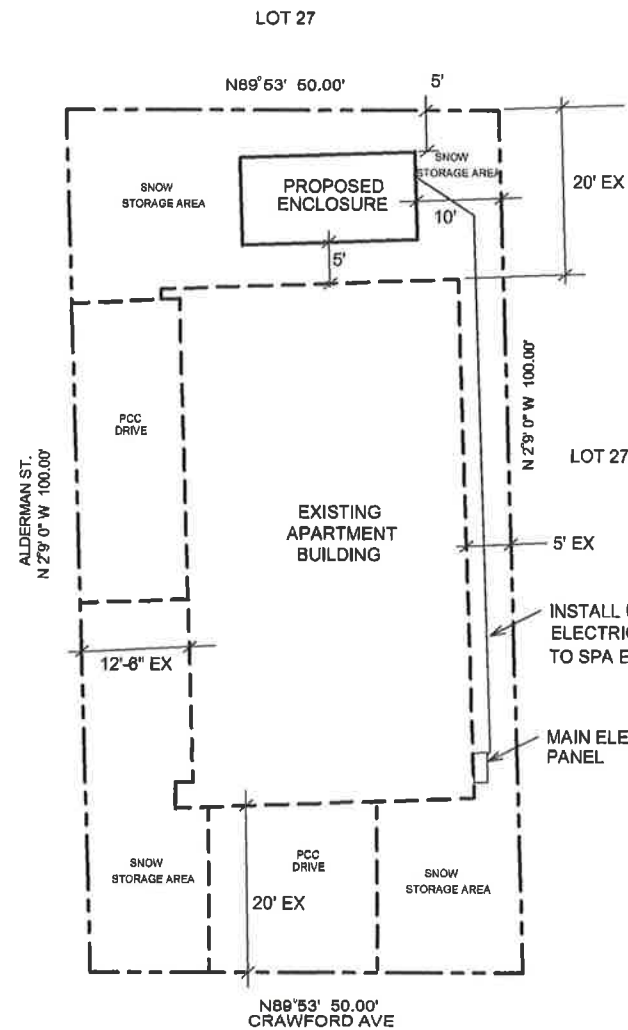 LOT 27
N89°53' 50.00'
5'
SNOW
STORAGE AREA
SNOW
STORAGE AREA
PROPOSED
ENCLOSURE
10'
20' EX
5'
PCC
DRIVE
ALDERMAN ST.
N 2°9' 0" W 100.00'
N 2°9' 0" W 100.00'
LOT 27
EXISTING
APARTMENT
BUILDING
5' EX
12'-6" EX
INSTALL
ELECTRIC
TO SPA E
MAIN ELE
PANEL
SNOW
STORAGE AREA
PCC
DRIVE
SNOW
STORAGE AREA
20' EX
N89°53' 50.00'
CRAWFORD AVE